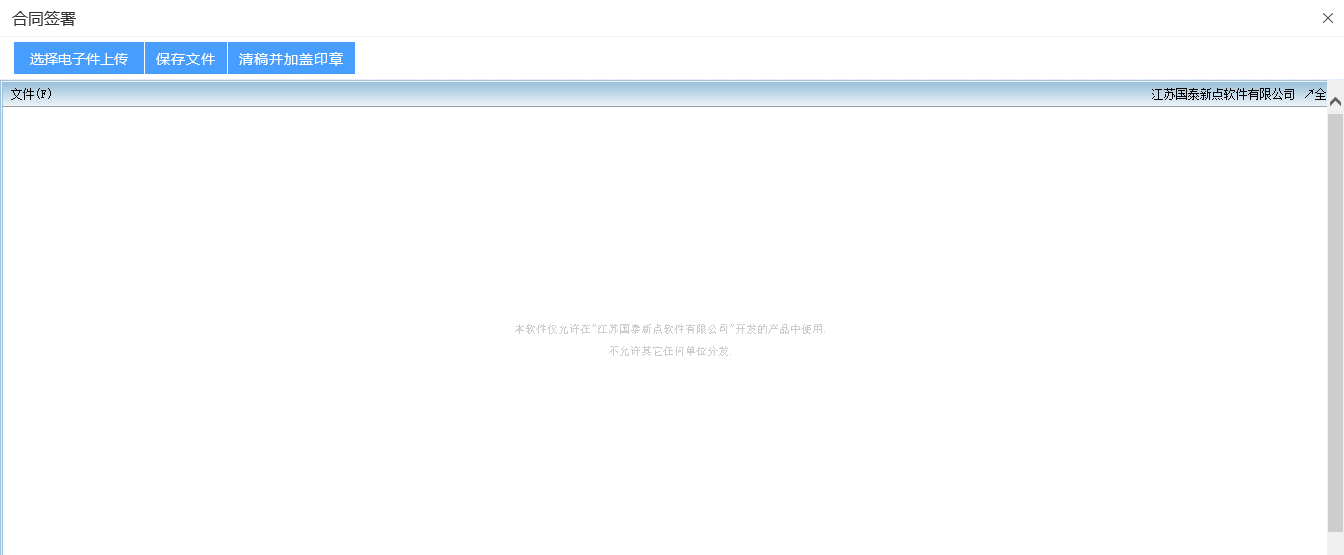 合同签署
选择电子件上传 保存文件 清稿并加盖印章
文件(F) 江苏国泰新点软件有限公司 ↗全
本软件仅允许在"江苏国泰新点软件有限公司"开发的产品中使用.
不允许其它任何单位分发.